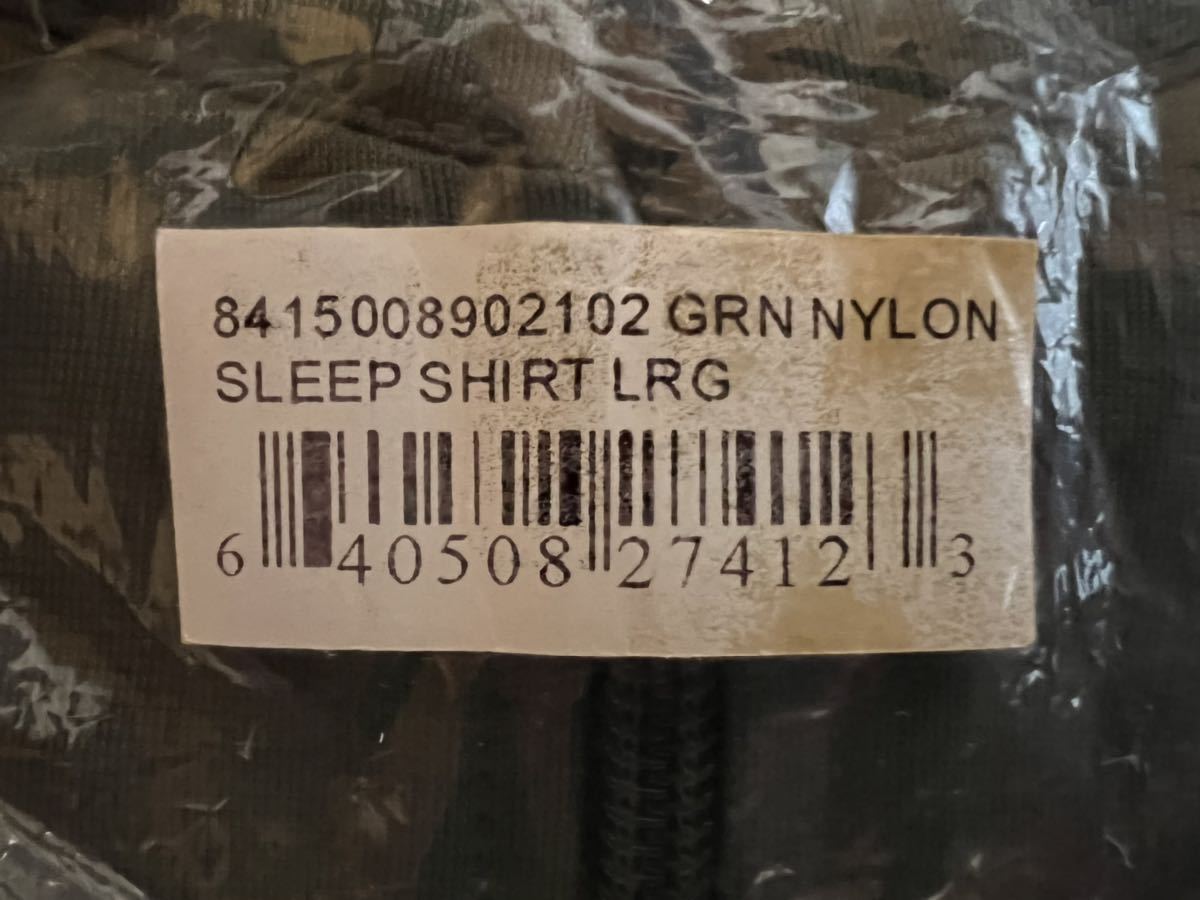 8415008902102 GRN NYLON
SLEEP SHIRT LRG
6 40508 27412 3